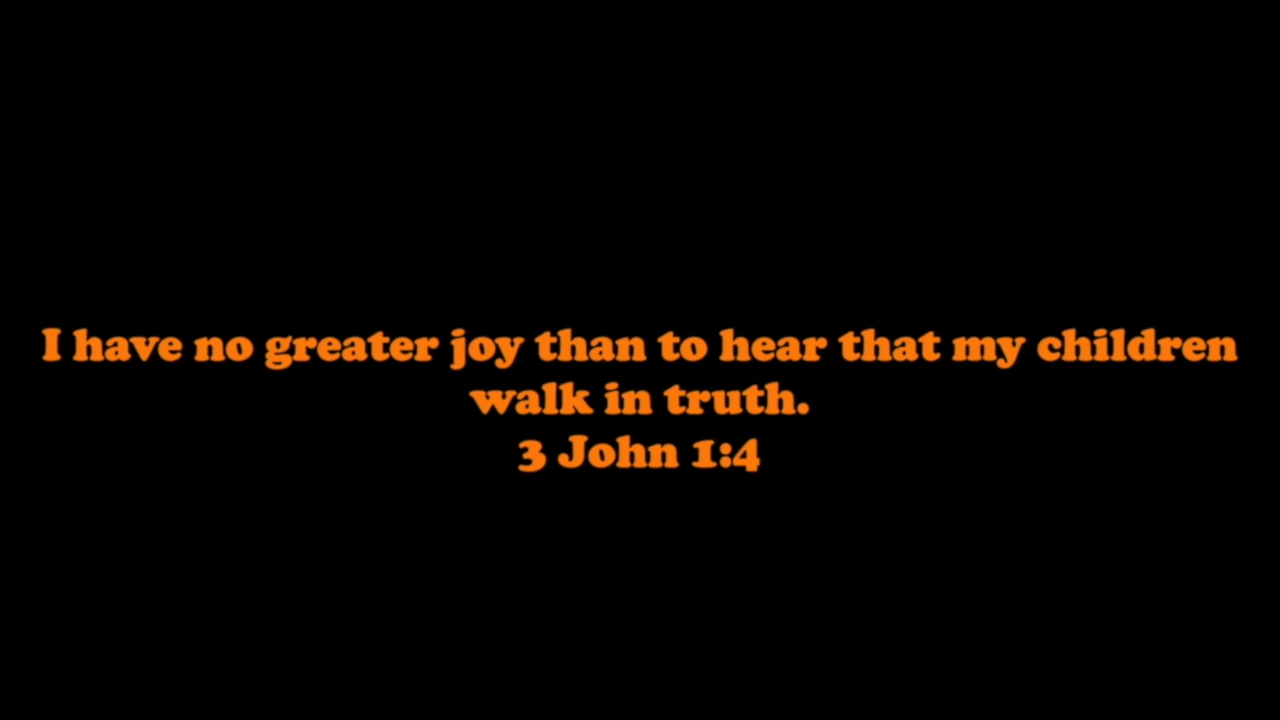 I have no greater joy than to hear that my children
walk in truth.
3 John 1:4